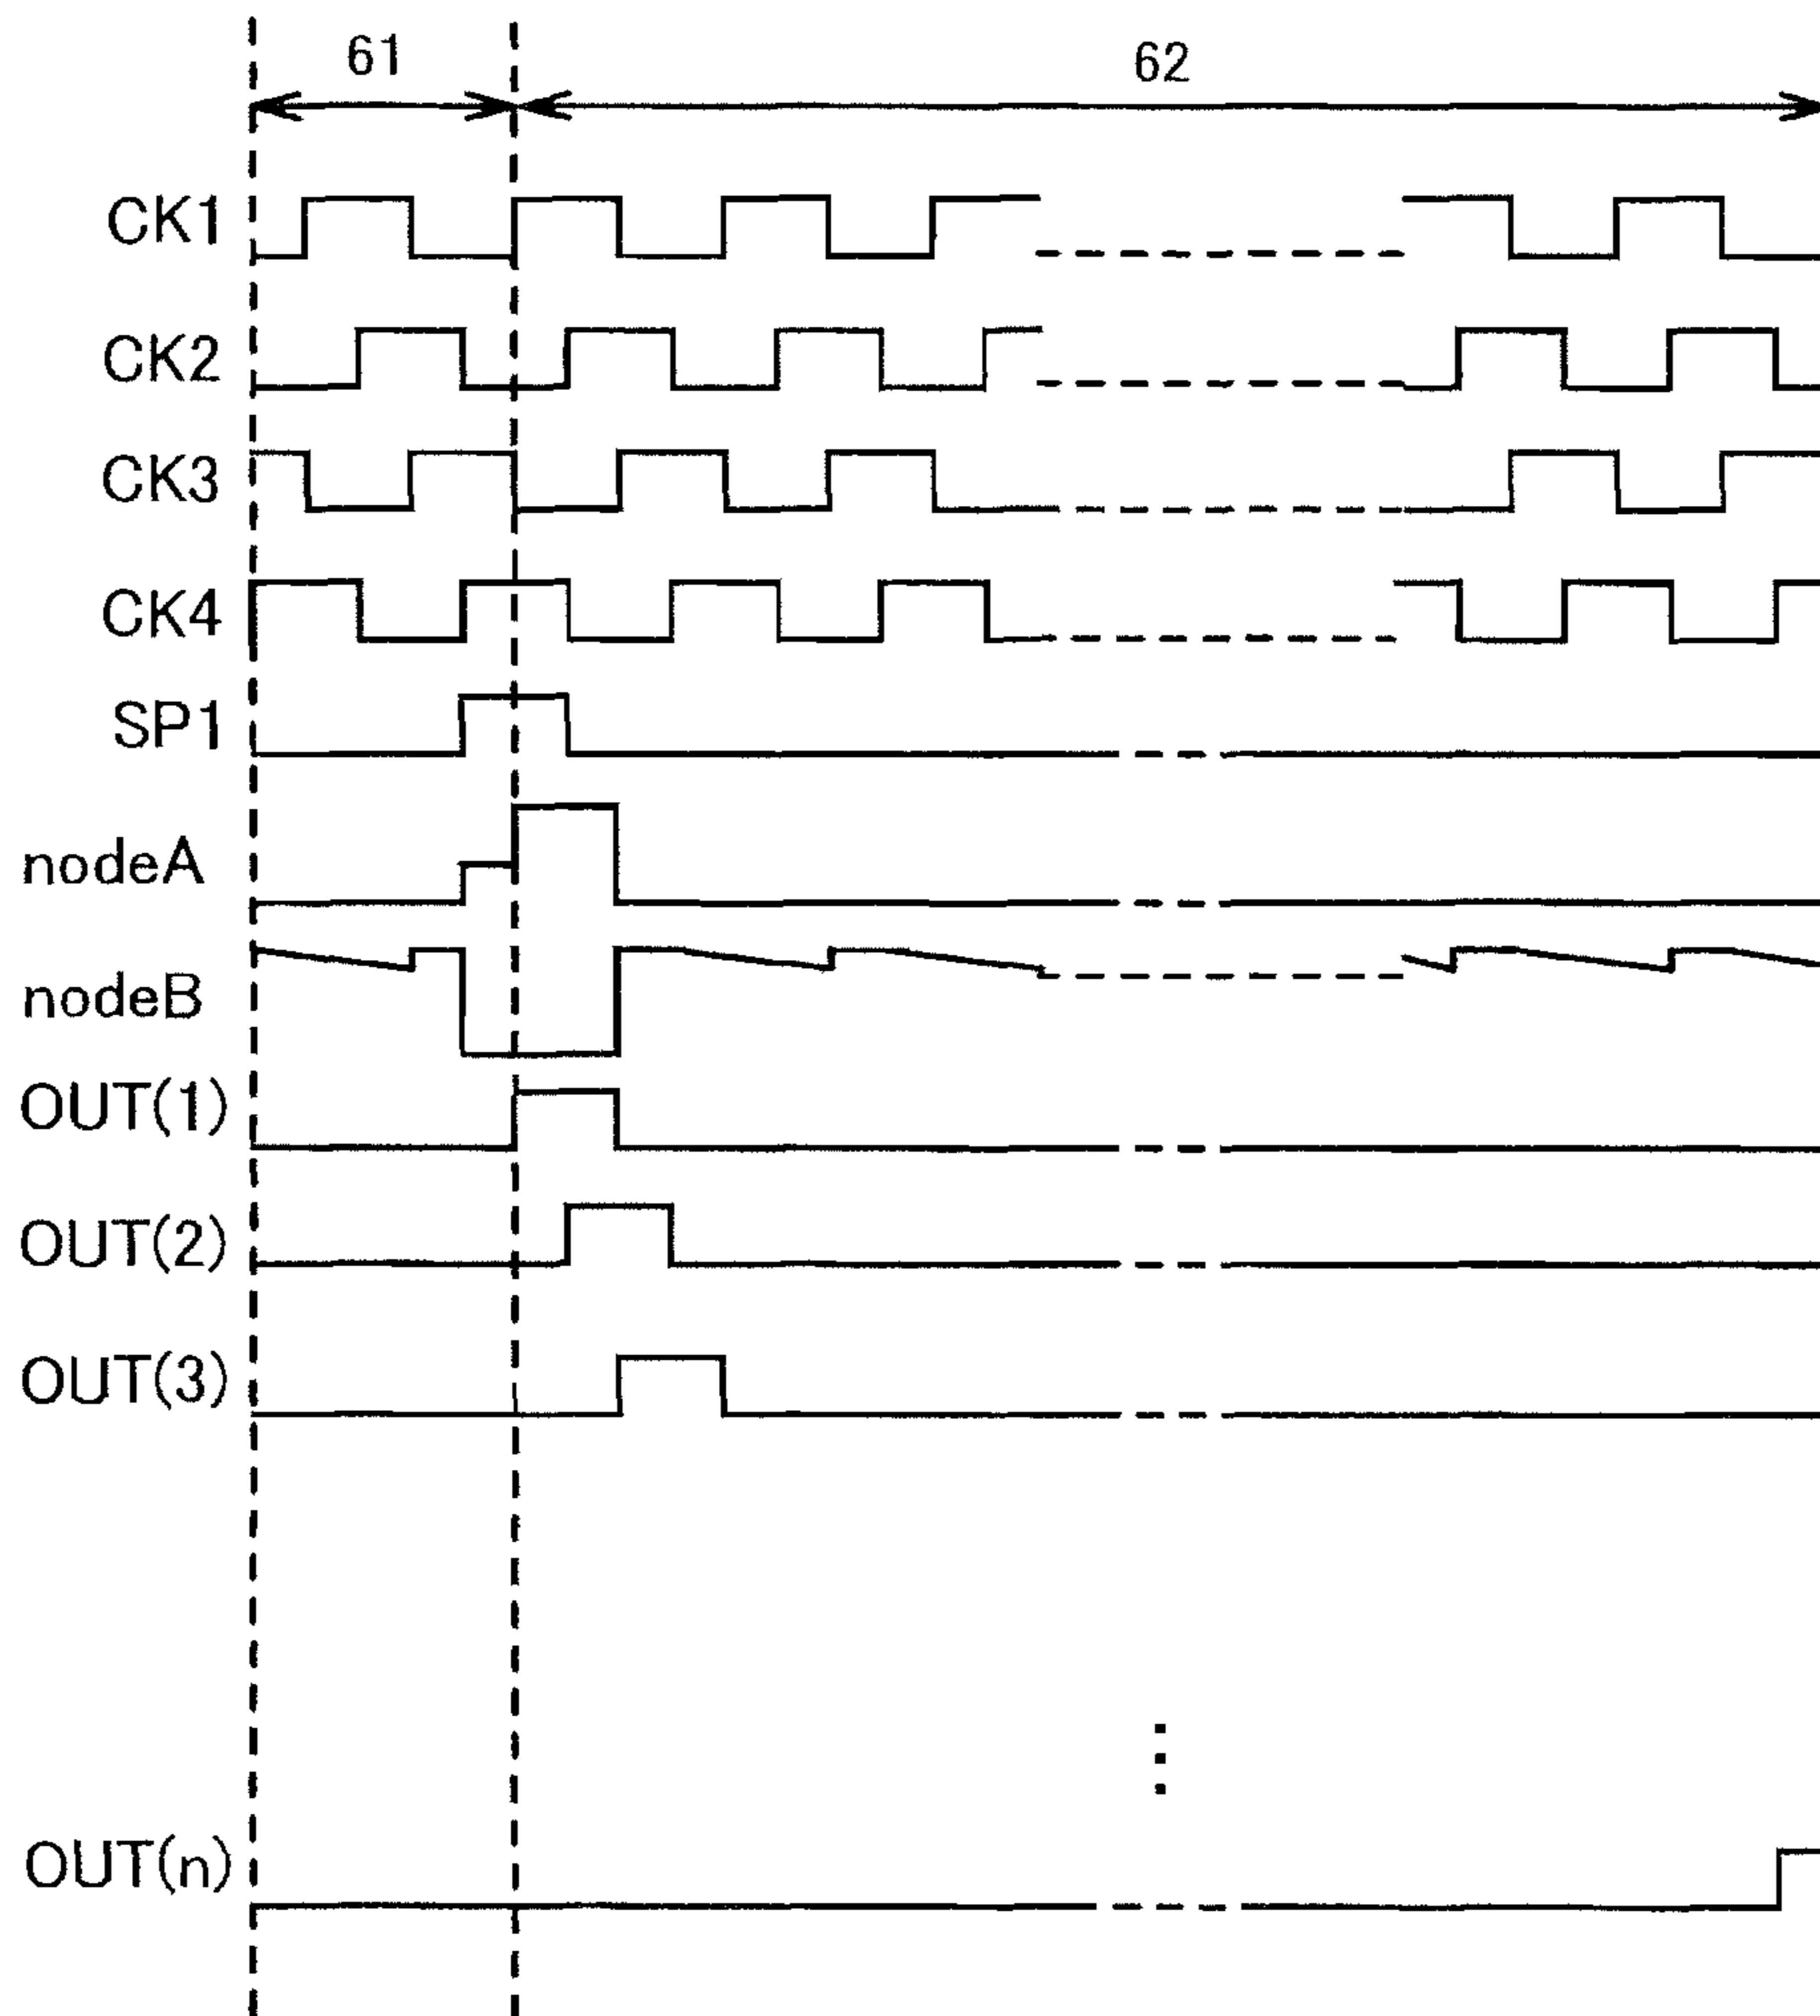 61 62
CK1
CK2
CK3
CK4
SP1
nodeA
nodeB
OUT(1)
OUT(2)
OUT(3)
OUT(n)